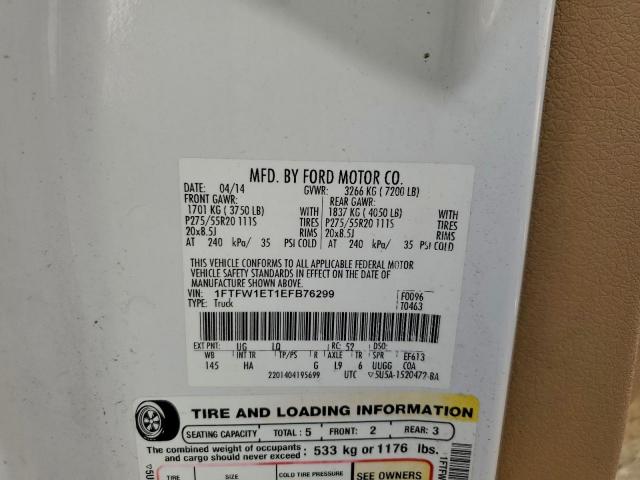 MFD. BY FORD MOTOR CO.
DATE: 04/14 GVWR: 3266 KG ( 7200 LB)
FRONT GAWR: REAR GAWR:
1701 KG ( 3750 LB) WITH 1837 KG ( 4050 LB) WITH
P275/55R20 111S TIRES P275/55R20 111S TIRES
20x8.5J RIMS 20x8.5J RIMS
AT 240 kPa/ 35 PSI COLD AT 240 kPa/ 35 PSI COLD
THIS VEHICLE CONFORMS TO ALL APPLICABLE FEDERAL MOTOR
VEHICLE SAFETY STANDARDS IN EFFECT ON THE DATE OF
MANUFACTURE SHOWN ABOVE.
VIN: 1FTFW1ET1EFB76299 F0096
TYPE: Truck T0463
EXT PNT: UG LQ RC: 52 DSO:
WB INT TR TP/PS R AXLE TR SPR EF613
145 HA G L9 6 UUGG COA
2201404195699 UTC ▽5U5A-1520472-BA
TIRE AND LOADING INFORMATION
SEATING CAPACITY TOTAL : 5 FRONT: 2 REAR: 3
The combined weight of occupants and cargo should never exceed : 533 kg or 1176 lbs.
TIRE SIZE COLD TIRE PRESSURE SEE OWNERS
▽5U
1FTFW